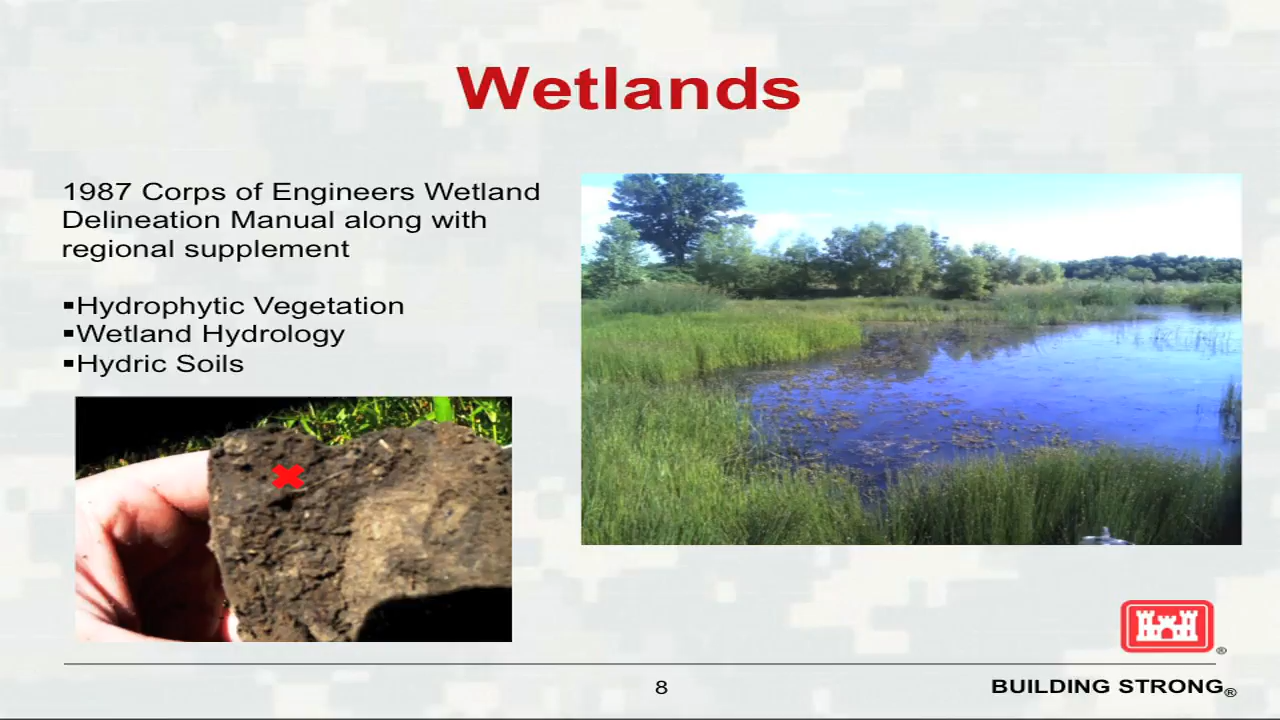 Wetlands
1987 Corps of Engineers Wetland
Delineation Manual along with
regional supplement
▪Hydrophytic Vegetation
▪Wetland Hydrology
▪Hydric Soils
®
8
BUILDING STRONG®